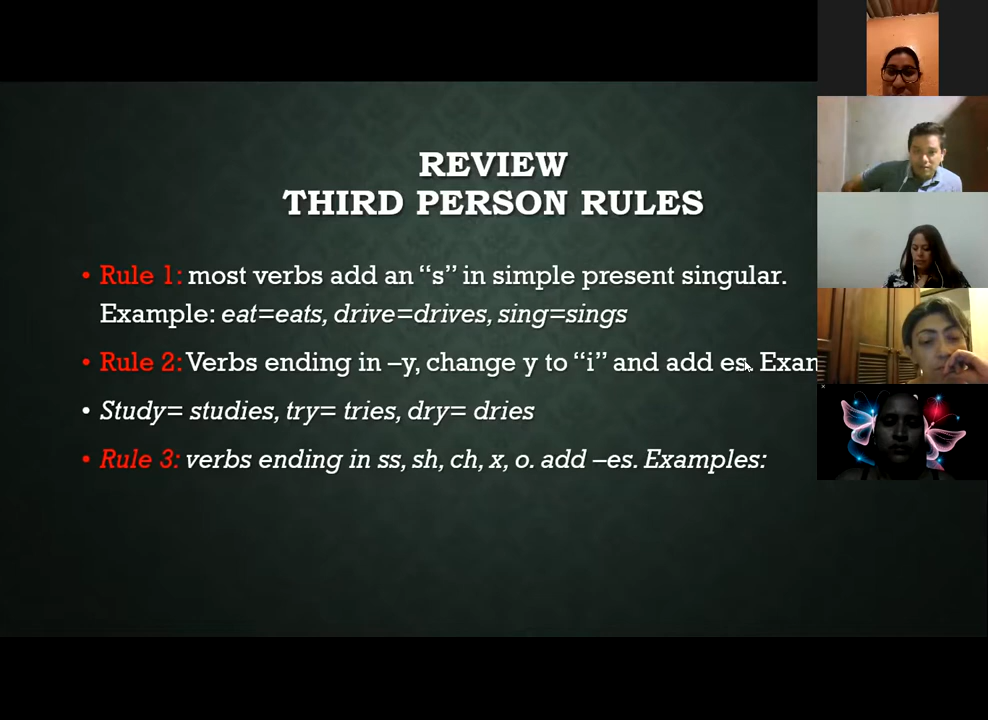 REVIEW
THIRD PERSON RULES
• Rule 1: most verbs add an “s” in simple present singular.
Example: eat=eats, drive=drives, sing=sings
• Rule 2: Verbs ending in –y, change y to “i” and add es. Exam
• Study= studies, try= tries, dry= dries
• Rule 3: verbs ending in ss, sh, ch, x, o. add –es. Examples: